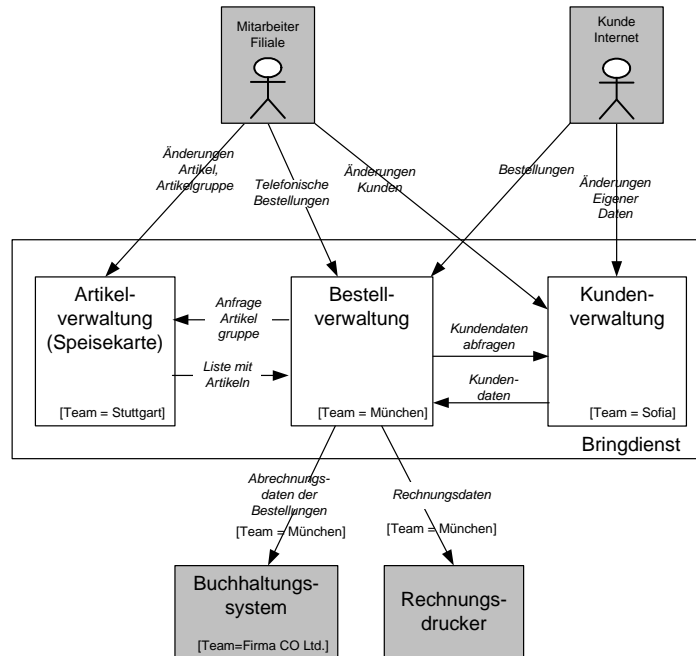 Mitarbeiter
Filiale
Kunde
Internet
Änderungen
Artikel,
Artikelgruppe
Telefonische
Bestellungen
Änderungen
Kunden
Bestellungen
Änderungen
Eigener
Daten
Artikel-
verwaltung
(Speisekarte)
[Team = Stuttgart]
Anfrage
Artikel
gruppe
Liste mit
Artikeln
Bestell-
verwaltung
[Team = München]
Kundendaten
abfragen
Kunden-
daten
Kunden-
verwaltung
[Team = Sofia]
Bringdienst
Abrechnungs-
daten der
Bestellungen
[Team = München]
Rechnungsdaten
[Team = München]
Buchhaltungs-
system
[Team=Firma CO Ltd.]
Rechnungs-
drucker